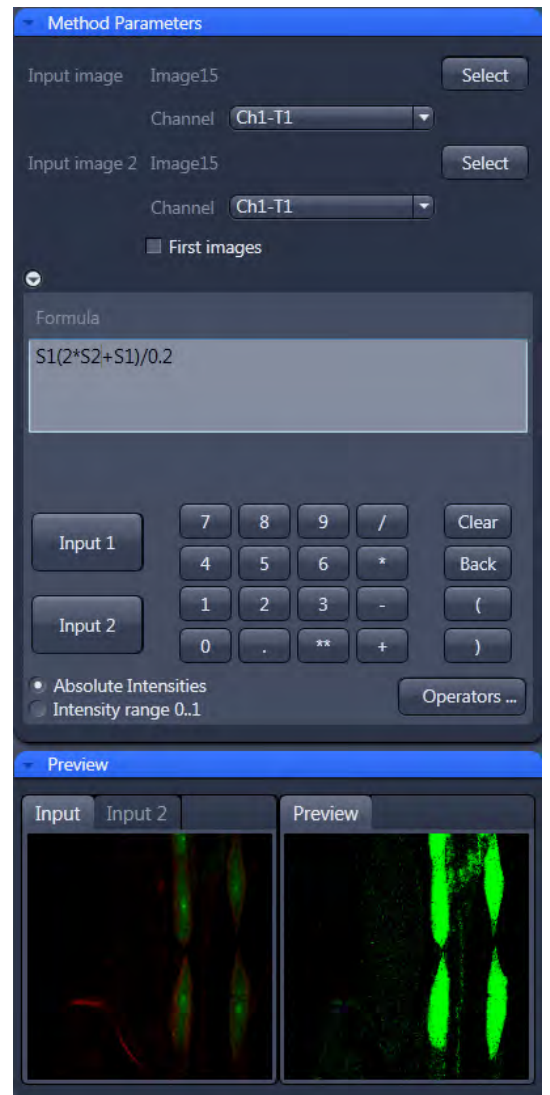 Method Parameters
Input image Image15 Select
Channel Ch1-T1
Input image 2 Image15 Select
Channel Ch1-T1
First images
Formula
S1(2*S2+S1)/0.2
Input 1
Input 2
7 8 9 / Clear
4 5 6 * Back
1 2 3 - (
0 . ** + )
Absolute Intensities
Intensity range 0..1
Operators ...
Preview
Input Input 2 Preview